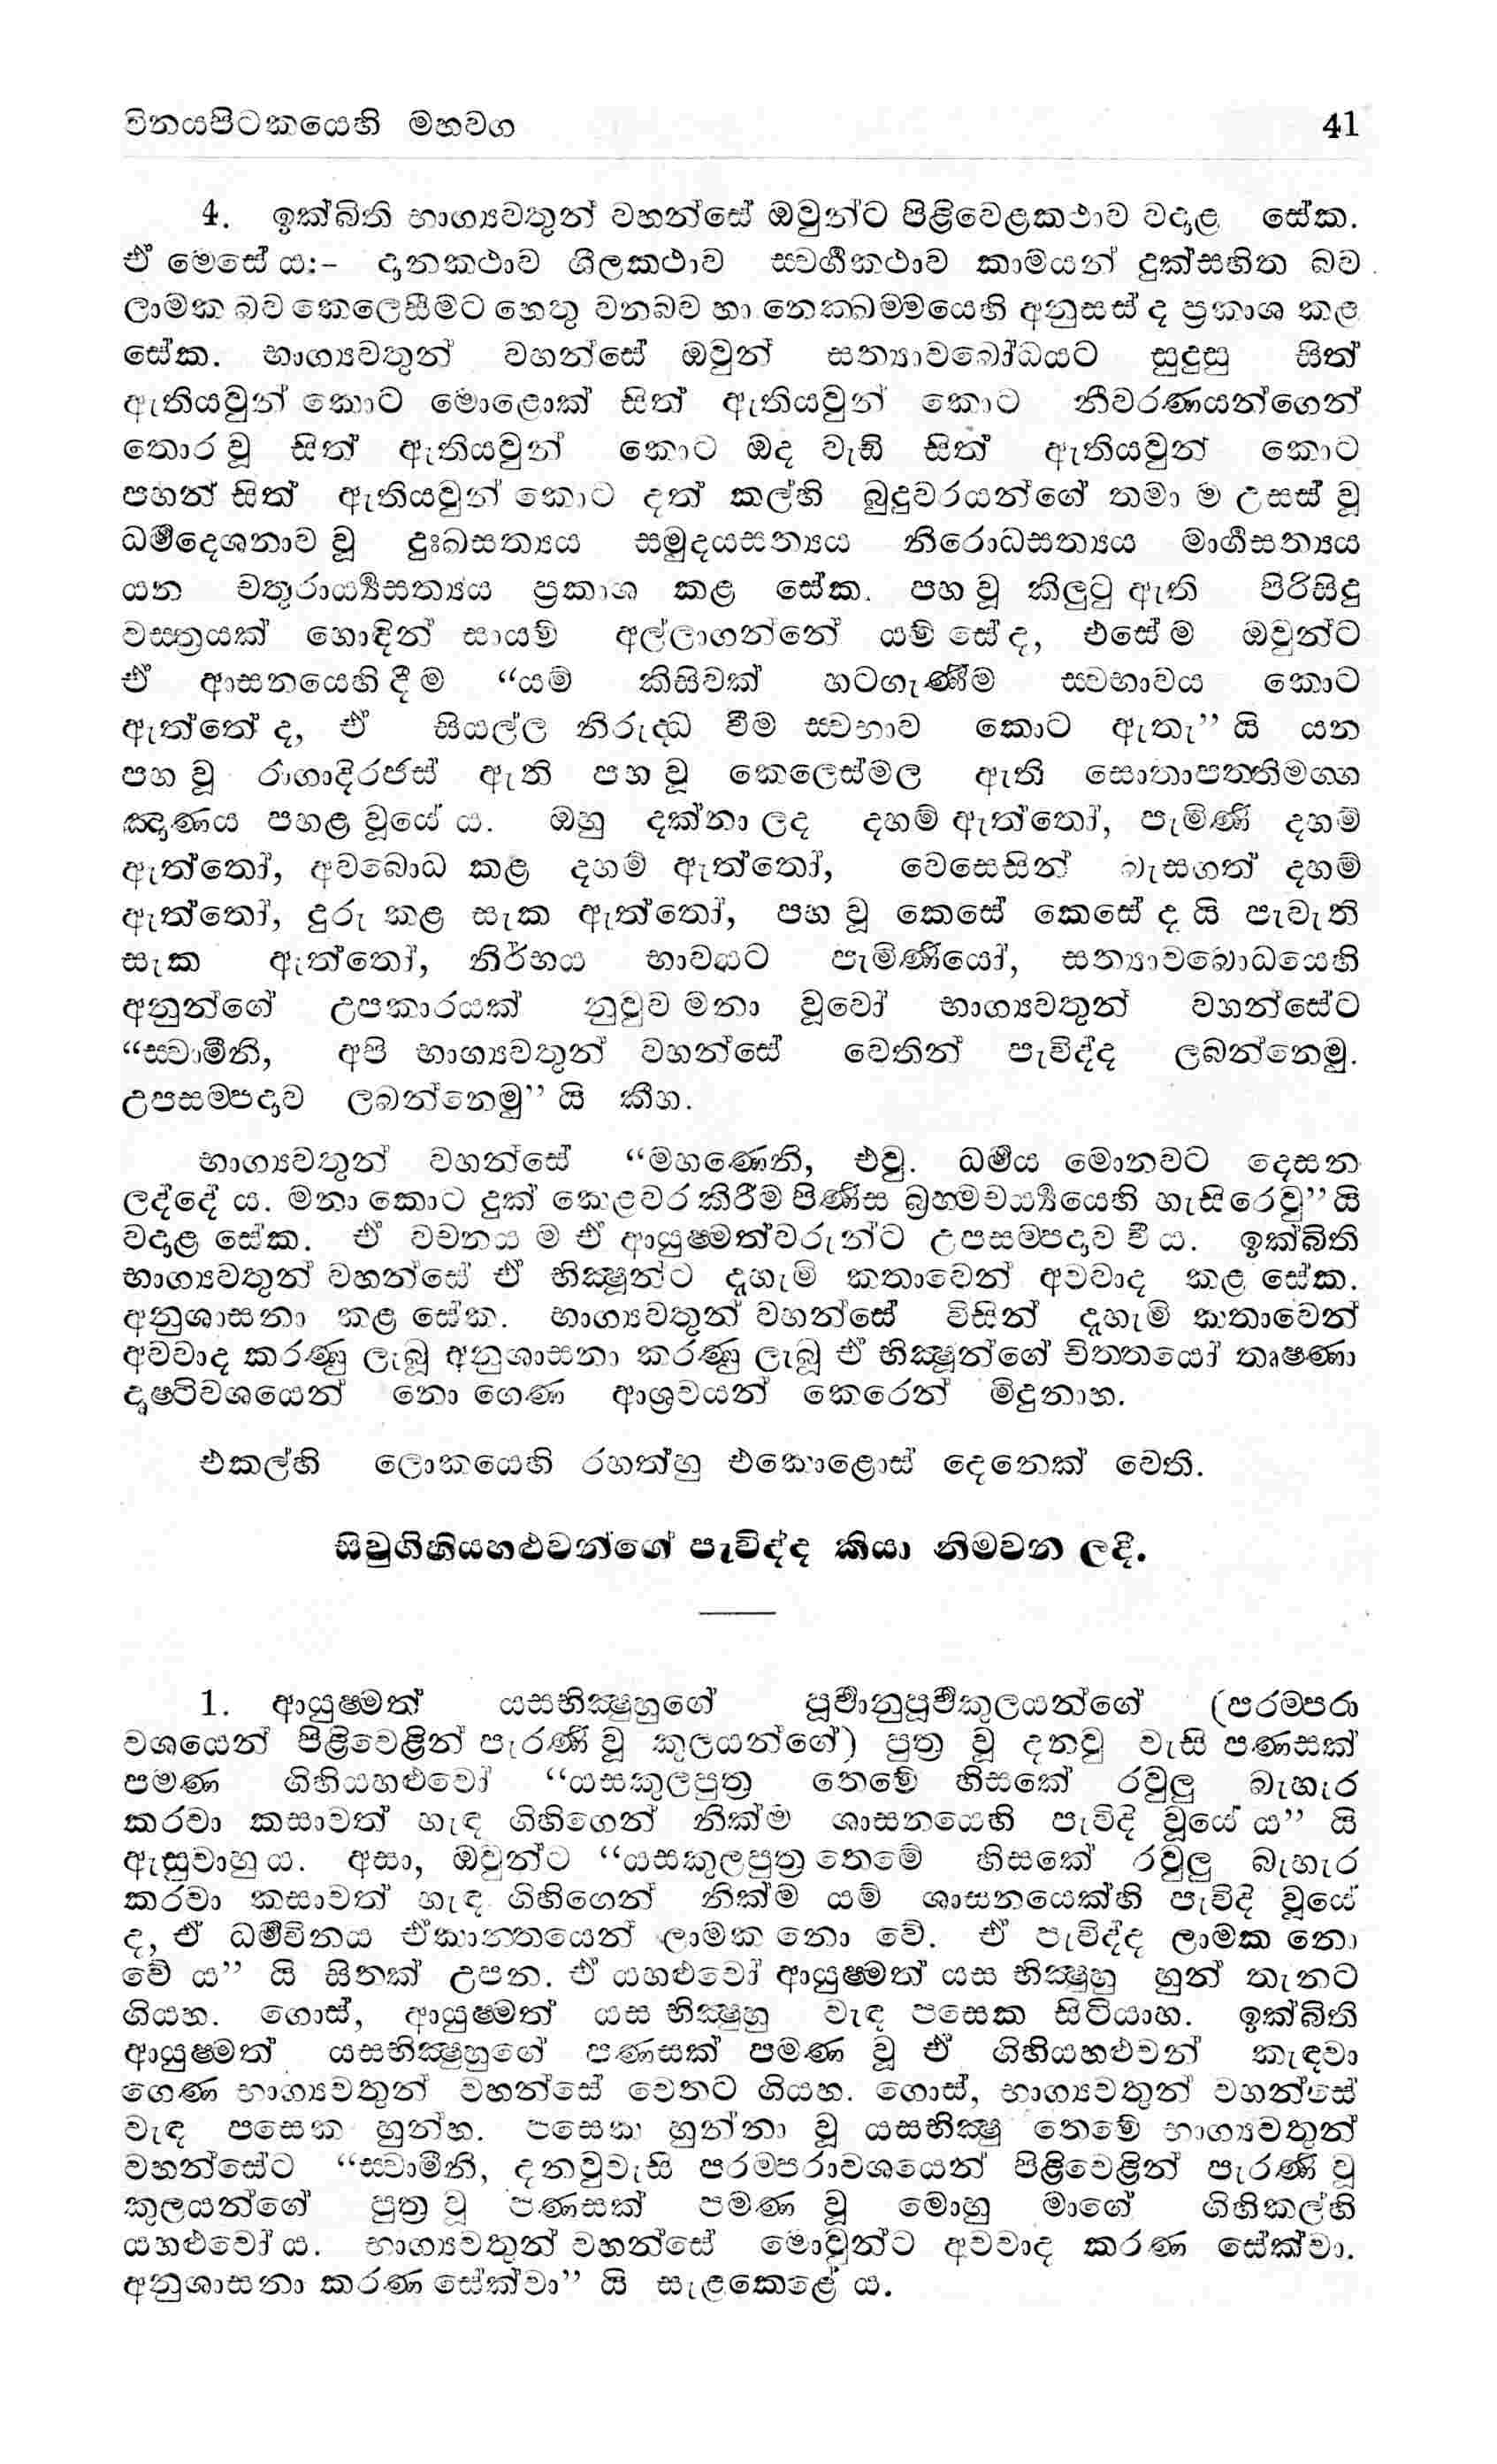 විනයපිටකයෙහි මහවග 41
4. ඉක්බිති භාග්‍යවතුන් වහන්සේ ඔවුන්ට පිළිවෙළකථාව වදාළ සේක.
ඒ මෙසේ ය:- දානකථාව ශීලකථාව ස්වර්‍ගකථාව කාමයන් දුක්සහිත බව
ලාමක බව කෙලෙසීමට හෙතු වනබව හා නෙක්ඛම්මයෙහි අනුසස් ද ප්‍රකාශ කළ
සේක. භාග්‍යවතුන් වහන්සේ ඔවුන් සත්‍යාවබෝධයට සුදුසු සිත්
ඇතියවුන් කොට මොළොක් සිත් ඇතියවුන් කොට නීවරණයන්ගෙන්
තොර වූ සිත් ඇතියවුන් කොට ඔද වැඩි සිත් ඇතියවුන් කොට
පහන් සිත් ඇතියවුන් කොට දත් කල්හි බුදුවරයන්ගේ තමා ම උසස් වූ
ධර්‍මදෙශනාව වූ දුඃඛසත්‍යය සමුදයසත්‍යය නිරොධසත්‍යය මාර්‍ගසත්‍යය
යන චතුරාර්‍ය්‍යසත්‍යය ප්‍රකාශ කළ සේක. පහ වූ කිලුටු ඇති පිරිසිදු
වස්ත්‍රයක් හොඳින් සායම් අල්ලාගන්නේ යම් සේ ද, එසේ ම ඔවුන්ට
ඒ ආසනයෙහි දී ම “යම් කිසිවක් හටගැණීම ස්වභාවය කොට
ඇත්තේ ද, ඒ සියල්ල නිරුද්ධ වීම ස්වභාව කොට ඇතැ” යි යන
පහ වූ රාගාදිරජස් ඇති පහ වූ කෙලෙස්මල ඇති සොතාපත්තිමග්ග
ඤාණය පහළ වූයේ ය. ඔහු දක්නා ලද දහම් ඇත්තෝ, පැමිණි දහම්
ඇත්තෝ, අවබොධ කළ දහම් ඇත්තෝ, වෙසෙසින් බැසගත් දහම්
ඇත්තෝ, දුරු කළ සැක ඇත්තෝ, පහ වූ කෙසේ කෙසේ ද යි පැවැති
සැක ඇත්තෝ, නිර්භය භාවයට පැමිණියෝ, සත්‍යාවබොධයෙහි
අනුන්ගේ උපකාරයක් නුවුව මනා වූවෝ භාග්‍යවතුන් වහන්සේට
“ස්වාමීනි, අපි භාග්‍යවතුන් වහන්සේ වෙතින් පැවිද්ද ලබන්නෙමු.
උපසම්පදාව ලබන්නෙමු” යි කීහ.
භාග්‍යවතුන් වහන්සේ “මහණෙනි, එවු. ධර්‍මය මොනවට දෙසන
ලද්දේ ය. මනා කොට දුක් කෙළවර කිරීම පිණිස බ්‍රහ්මචර්‍ය්‍යයෙහි හැසිරෙවු” යි
වදාළ සේක. ඒ වචනය ම ඒ ආයුෂ්මත්වරුන්ට උපසම්පදාව වී ය. ඉක්බිති
භාග්‍යවතුන් වහන්සේ ඒ භික්‍ෂූන්ට දැහැමි කතාවෙන් අවවාද කළ සේක.
අනුශාසනා කළ සේක. භාග්‍යවතුන් වහන්සේ විසින් දැහැමි කතාවෙන්
අවවාද කරණු ලැබූ අනුශාසනා කරණු ලැබූ ඒ භික්‍ෂූන්ගේ චිත්තයෝ තෘෂ්ණා
දෘෂ්ටිවශයෙන් නො ගෙණ ආශ්‍රවයන් කෙරෙන් මිදුනාහ.
එකල්හි ලොකයෙහි රහත්හු එකොළොස් දෙනෙක් වෙති.
සිවුගිහියහළුවන්ගේ පැවිද්ද කියා නිමවන ලදී.
1. ආයුෂ්මත් යසභික්‍ෂුහුගේ පූර්‍වානුපූර්‍වකුලයන්ගේ (පරම්පරා
වශයෙන් පිළිවෙළින් පැරණි වූ කුලයන්ගේ) පුත්‍ර වූ දනවු වැසි පණසක්
පමණ ගිහියහළුවෝ “යසකුලපුත්‍ර තෙමේ හිසකේ රවුලු බැහැර
කරවා කසාවත් හැඳ ගිහිගෙන් නික්ම ශාසනයෙහි පැවිදි වූයේ ය” යි
ඇසුවාහු ය. අසා, ඔවුන්ට “යසකුලපුත්‍ර තෙමේ හිසකේ රවුලු බැහැර
කරවා කසාවත් හැඳ ගිහිගෙන් නික්ම යම් ශාසනයෙක්හි පැවිදි වූයේ
ද, ඒ ධර්‍මවිනය ඒකාන්තයෙන් ලාමක නො වේ. ඒ පැවිද්ද ලාමක නො
වේ ය” යි සිතක් උපන. ඒ යහළුවෝ ආයුෂ්මත් යස භික්‍ෂුහු හුන් තැනට
ගියහ. ගොස්, ආයුෂ්මත් යස භික්‍ෂුහු වැඳ පසෙක සිටියාහ. ඉක්බිති
ආයුෂ්මත් යසභික්‍ෂුහුගේ පණසක් පමණ වූ ඒ ගිහියහළුවන් කැඳවා
ගෙණ භාග්‍යවතුන් වහන්සේ වෙතට ගියහ. ගොස්, භාග්‍යවතුන් වහන්සේ
වැඳ පසෙක හුන්හ. පසෙක හුන්නා වූ යසභික්‍ෂු තෙමේ භාග්‍යවතුන්
වහන්සේට “ස්වාමීනි, දනවුවැසි පරම්පරාවශයෙන් පිළිවෙළින් පැරණි වූ
කුලයන්ගේ පුත්‍ර වූ පණසක් පමණ වූ මොහු මාගේ ගිහිකල්හි
යහළුවෝ ය. භාග්‍යවතුන් වහන්සේ මොවුන්ට අවවාද කරණ සේක්වා.
අනුශාසනා කරණ සේක්වා” යි සැළකෙළේ ය.